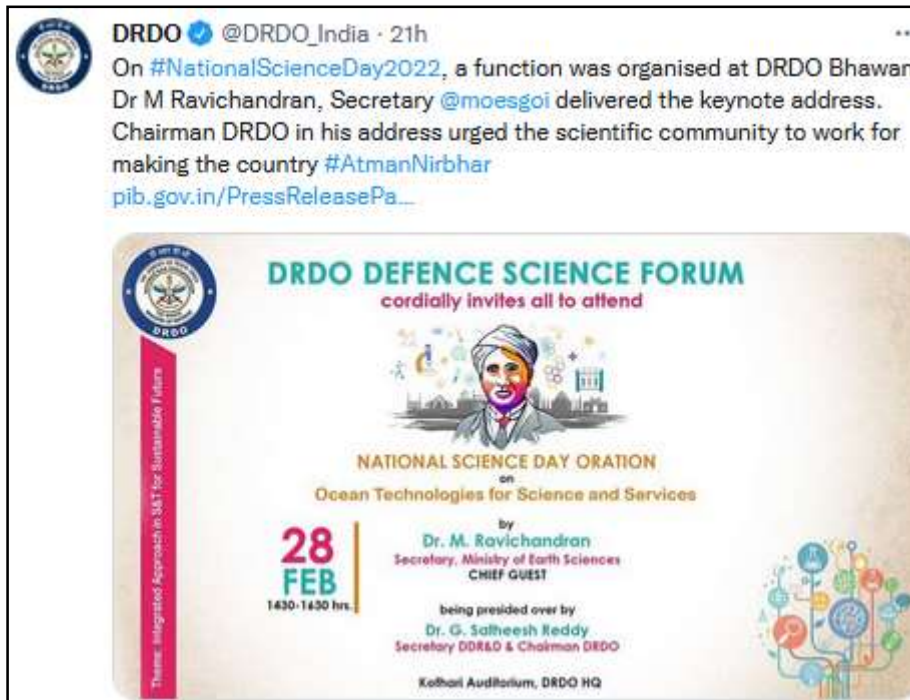 DRDO @DRDO_India · 21h
On #NationalScienceDay2022, a function was organised at DRDO Bhawan
Dr M Ravichandran, Secretary @moesgoi delivered the keynote address.
Chairman DRDO in his address urged the scientific community to work for
making the country #AtmanNirbhar
pib.gov.in/PressReleasePa...
DRDO DEFENCE SCIENCE FORUM
cordially invites all to attend
DRDO
Theme: Integrated Approach in S&T for Sustainable Future
NATIONAL SCIENCE DAY ORATION
on
Ocean Technologies for Science and Services
28
FEB
1430-1630 hrs.
by
Dr. M. Ravichandran
Secretary, Ministry of Earth Sciences
CHIEF GUEST
being presided over by
Dr. G. Satheesh Reddy
Secretary DDR&D & Chairman DRDO
Kothari Auditorium, DRDO HQ